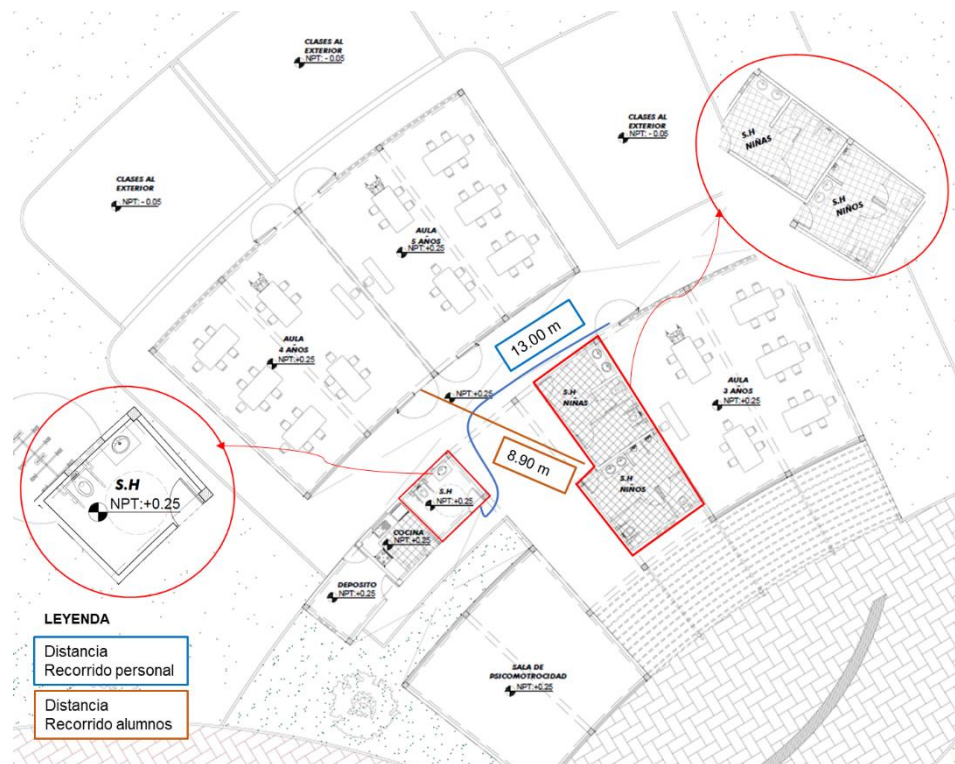 CLASES AL
EXTERIOR
NPT: - 0.05
CLASES AL
EXTERIOR
NPT: - 0.05
CLASES AL
EXTERIOR
NPT: - 0.05
S.H
NIÑAS
S.H
NIÑOS
AULA
5 AÑOS
NPT:+0.25
AULA
4 AÑOS
NPT:+0.25
13.00 m
NPT:+0.25
S.H
NIÑAS
AULA
3 AÑOS
NPT:+0.25
8.90 m
S.H
NIÑOS
S.H
NPT:+0.25
S.H
NPT:+0.25
COCINA
NPT:+0.25
DEPOSITO
NPT:+0.25
SALA DE
PSICOMOTROCIDAD
NPT:+0.25
LEYENDA
Distancia
Recorrido personal
Distancia
Recorrido alumnos